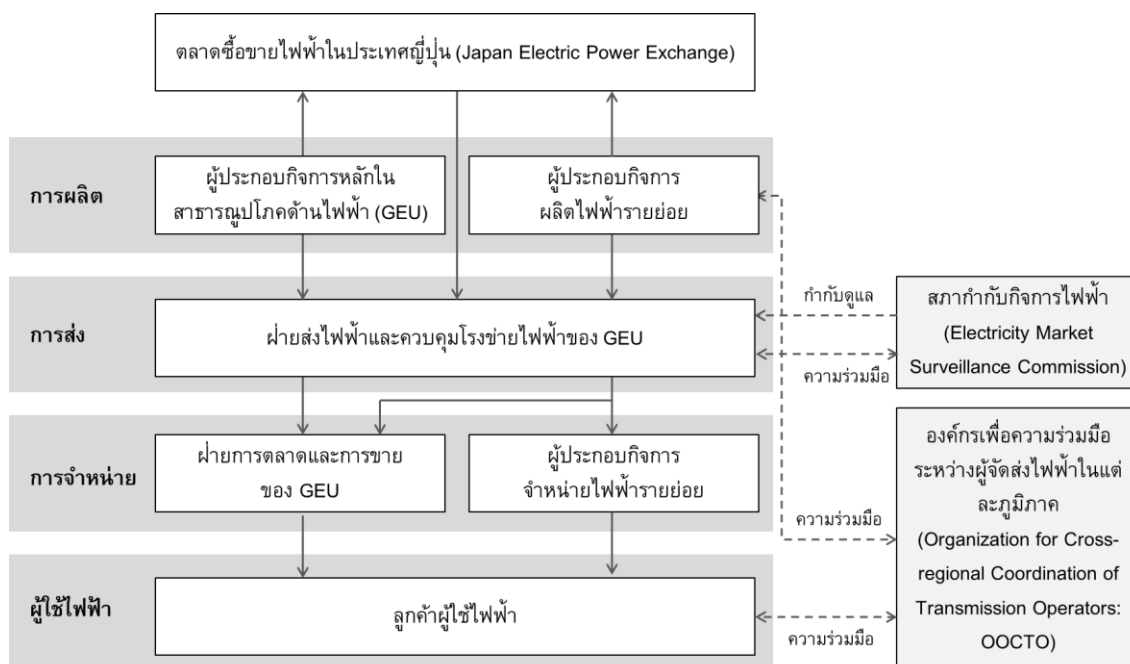 ตลาดซื้อขายไฟฟ้าในประเทศญี่ปุ่น (Japan Electric Power Exchange)
การผลิต
ผู้ประกอบกิจการหลักใน
สาธารณูปโภคด้านไฟฟ้า (GEU)
ผู้ประกอบกิจการ
ผลิตไฟฟ้ารายย่อย
การส่ง
ฝ่ายส่งไฟฟ้าและควบคุมโรงข่ายไฟฟ้าของ GEU
กำกับดูแล
ความร่วมมือ
สภากำกับกิจการไฟฟ้า
(Electricity Market
Surveillance Commission)
การจำหน่าย
ฝ่ายการตลาดและการขาย
ของ GEU
ผู้ประกอบกิจการ
จำหน่ายไฟฟ้ารายย่อย
ความร่วมมือ
องค์กรเพื่อความร่วมมือ
ระหว่างผู้จัดส่งไฟฟ้าในแต่
ละภูมิภาค
(Organization for Cross-
regional Coordination of
Transmission Operators:
OOCTO)
ผู้ใช้ไฟฟ้า
ลูกค้าผู้ใช้ไฟฟ้า
ความร่วมมือ